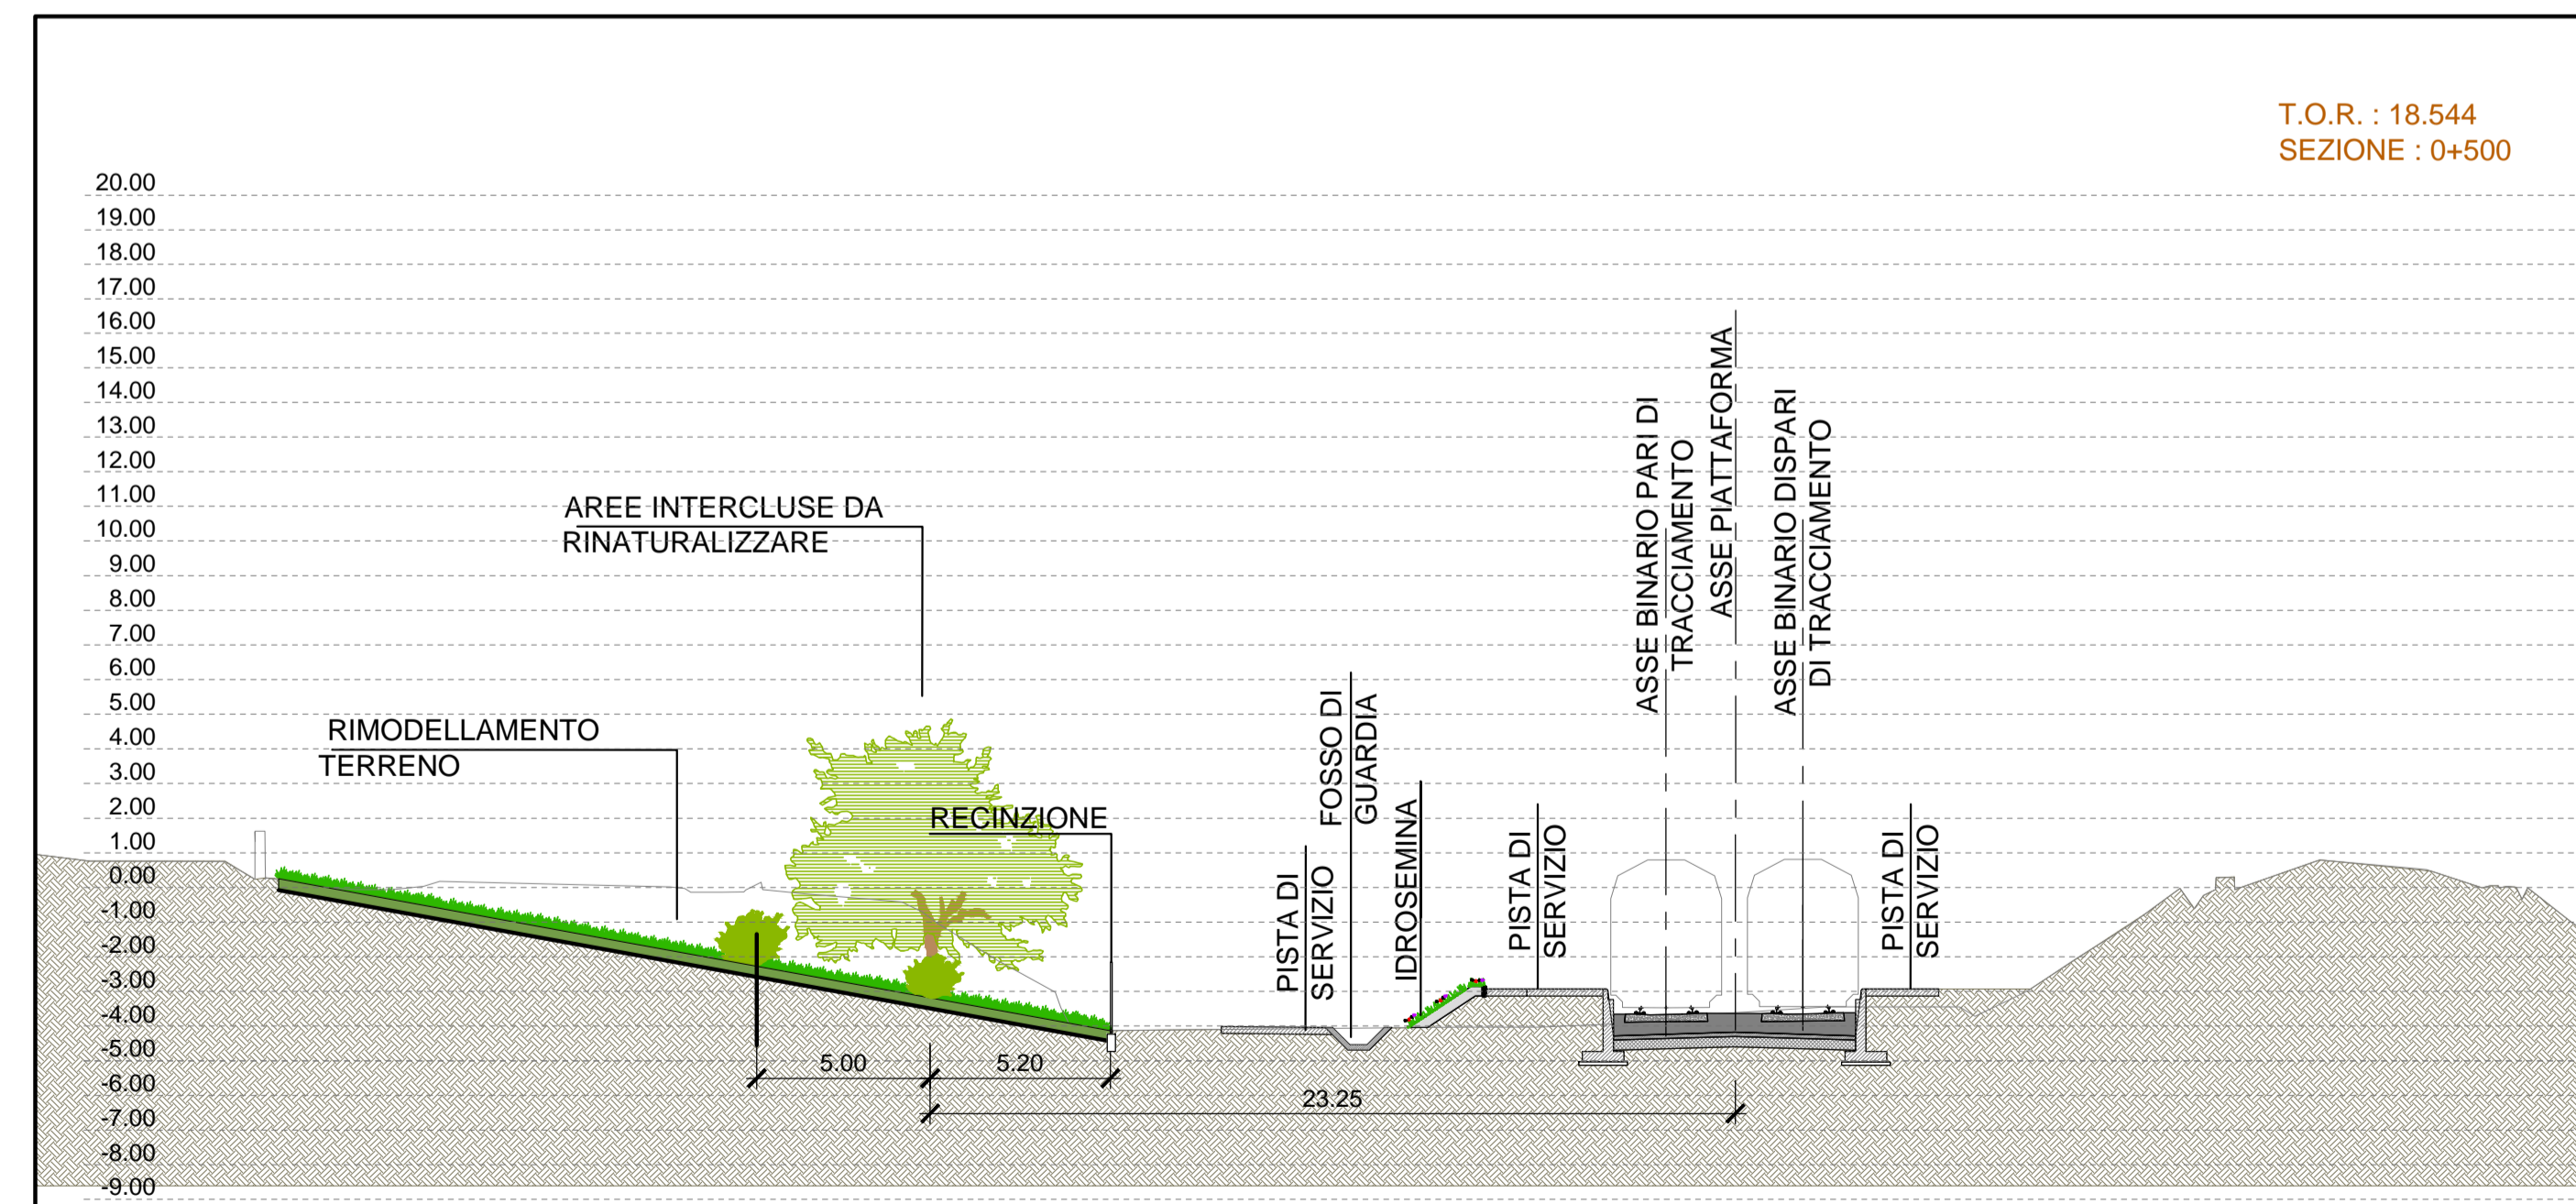 T.O.R. : 18.544
SEZIONE : 0+500
20.00
19.00
18.00
17.00
16.00
15.00
14.00
13.00
12.00
11.00
10.00
9.00
8.00
7.00
6.00
5.00
4.00
3.00
2.00
1.00
0.00
-1.00
-2.00
-3.00
-4.00
-5.00
-6.00
-7.00
-8.00
-9.00
AREE INTERCLUSE DA
RINATURALIZZARE
RIMODELLAMENTO
TERRENO
RECINZIONE
PISTA DI
SERVIZIO
FOSSO DI
GUARDIA
IDROSEMINA
PISTA DI
SERVIZIO
ASSE BINARIO PARI DI
TRACCIAMENTO
ASSE PIATTAFORMA
ASSE BINARIO DISPARI
DI TRACCIAMENTO
PISTA DI
SERVIZIO
5.00
5.20
23.25